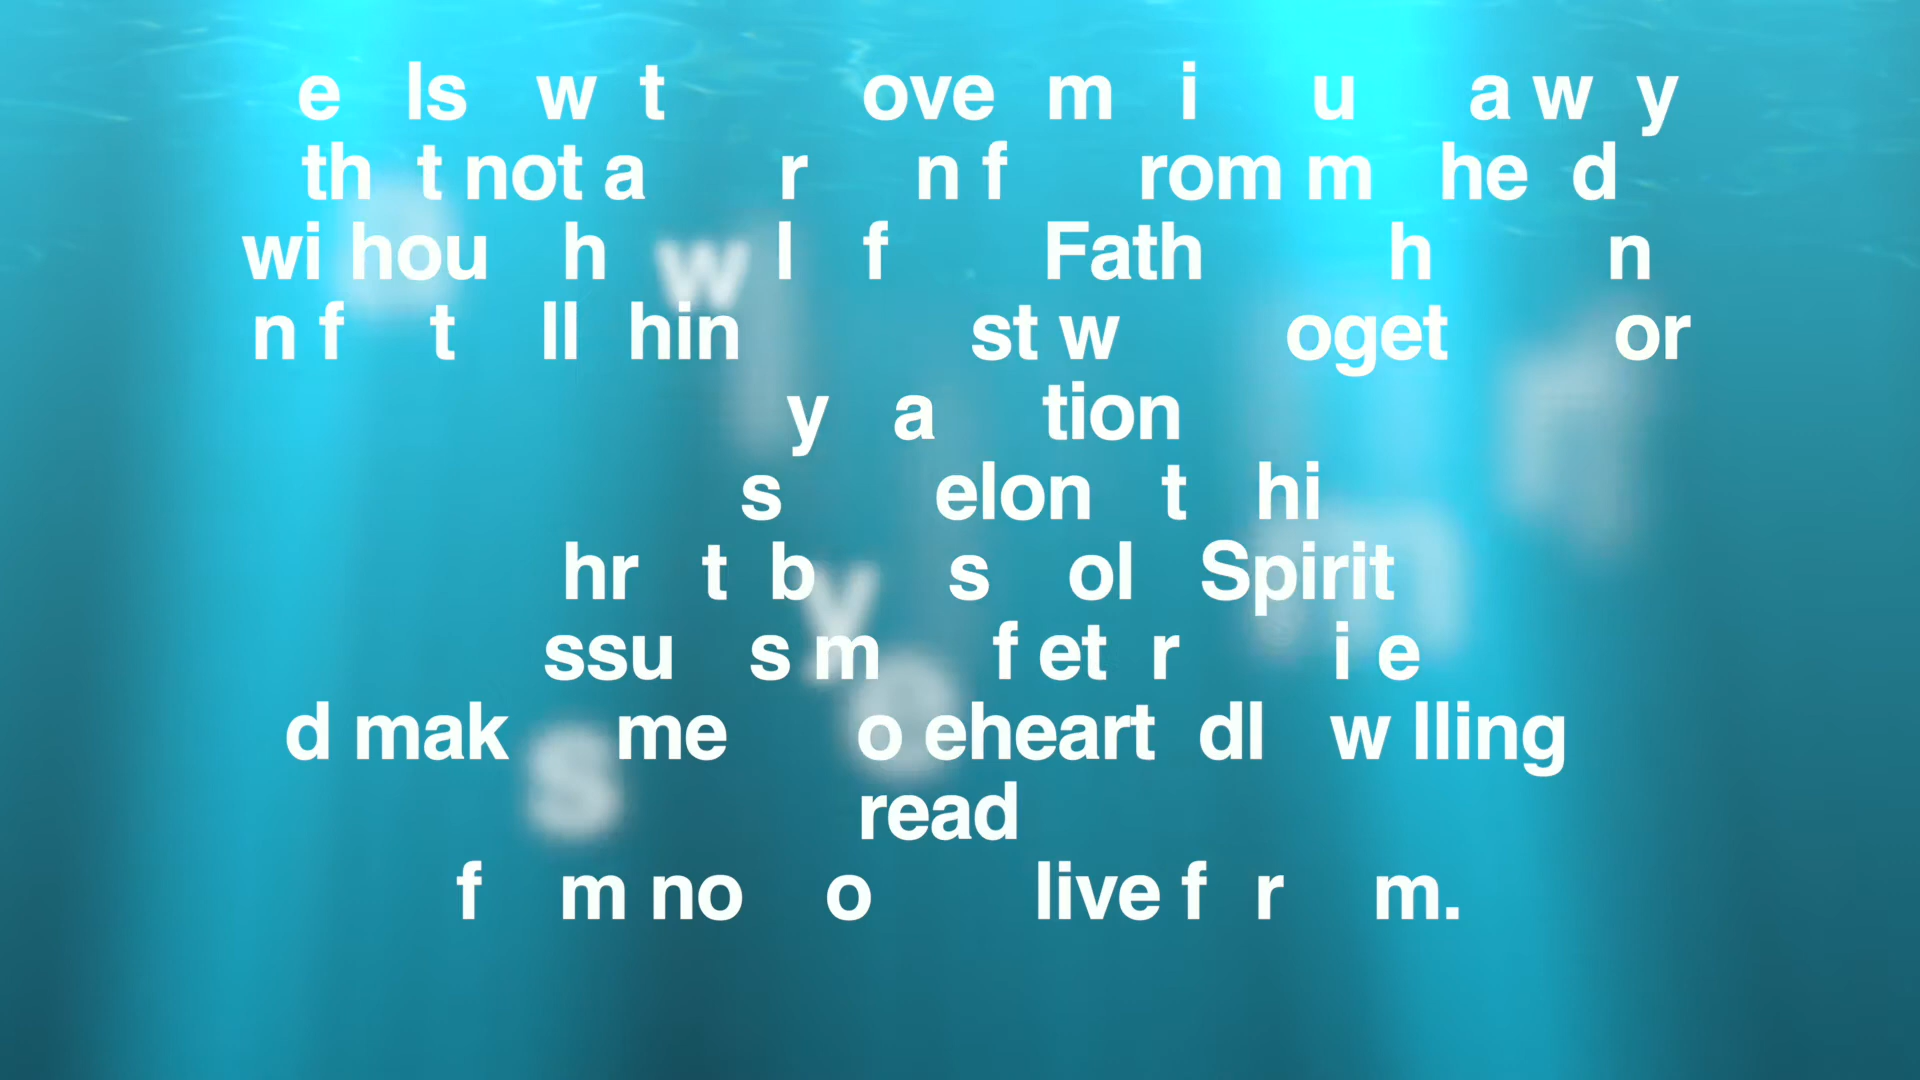 e ls w t ove m i u a w y
th t not a r n f rom m he d
wi hou h l f Fath h n
n f t ll hin st w oget or
y a tion
s elon t hi
hr t b s ol Spirit
ssu s m f et r i e
d mak me o eheart dl w lling
read
f m no o live f r m.